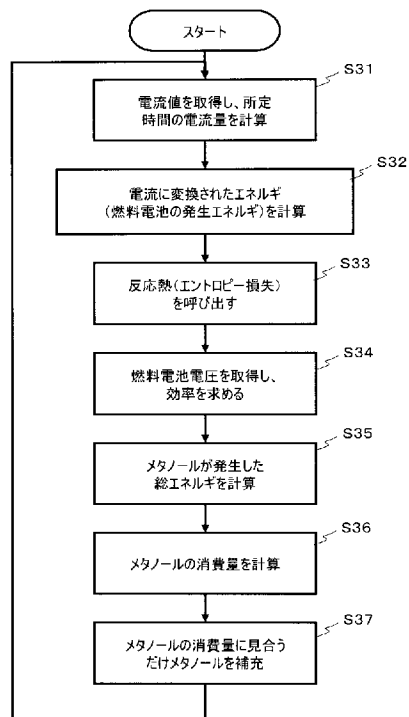 スタート
S31
電流値を取得し、所定
時間の電流量を計算
S32
電流に変換されたエネルギ
(燃料電池の発生エネルギ)を計算
S33
反応熱(エントロピー損失)
を呼び出す
S34
燃料電池電圧を取得し、
効率を求める
S35
メタノールが発生した
総エネルギを計算
S36
メタノールの消費量を計算
S37
メタノールの消費量に見合う
だけメタノールを補充